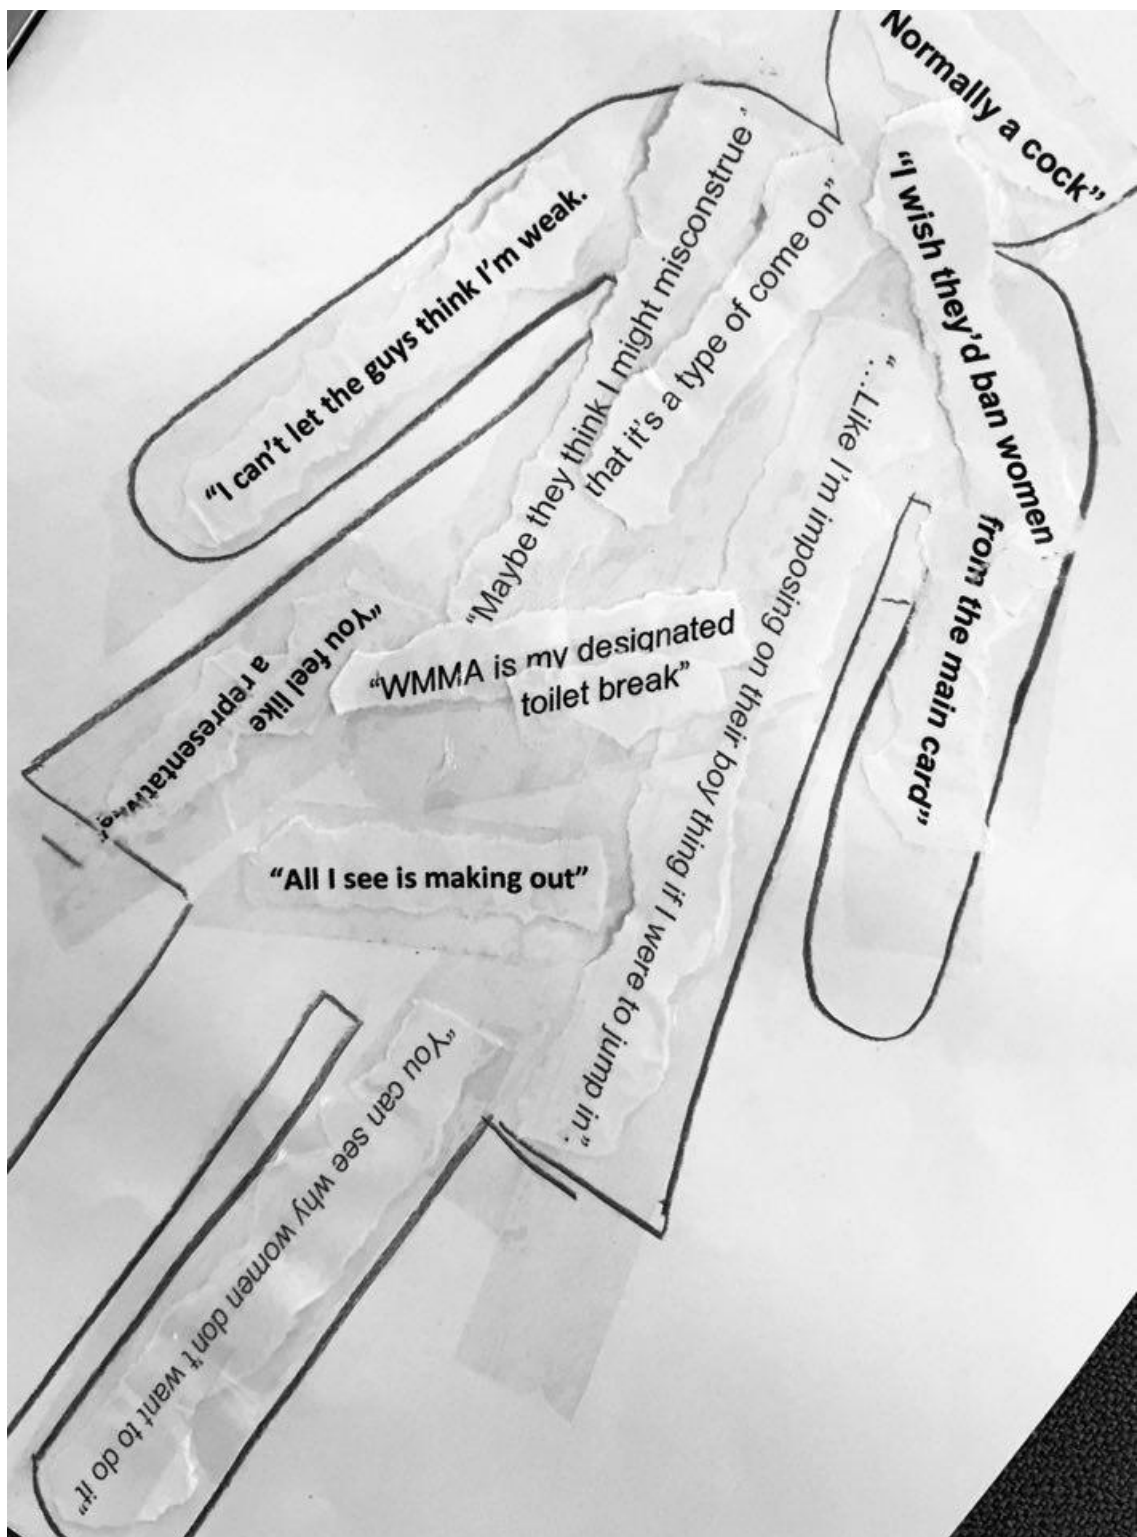 Normally a cock”
“I wish they’d ban women
from the main card”
“I can’t let the guys think I’m weak.
“Maybe they think I might misconstrue
that it’s a type of come on”
“…Like I’m imposing on their boy thing if I were to jump in”.
“You feel like
a representative”
“WMMA is my designated
toilet break”
“All I see is making out”
“You can see why women don’t want to do it”